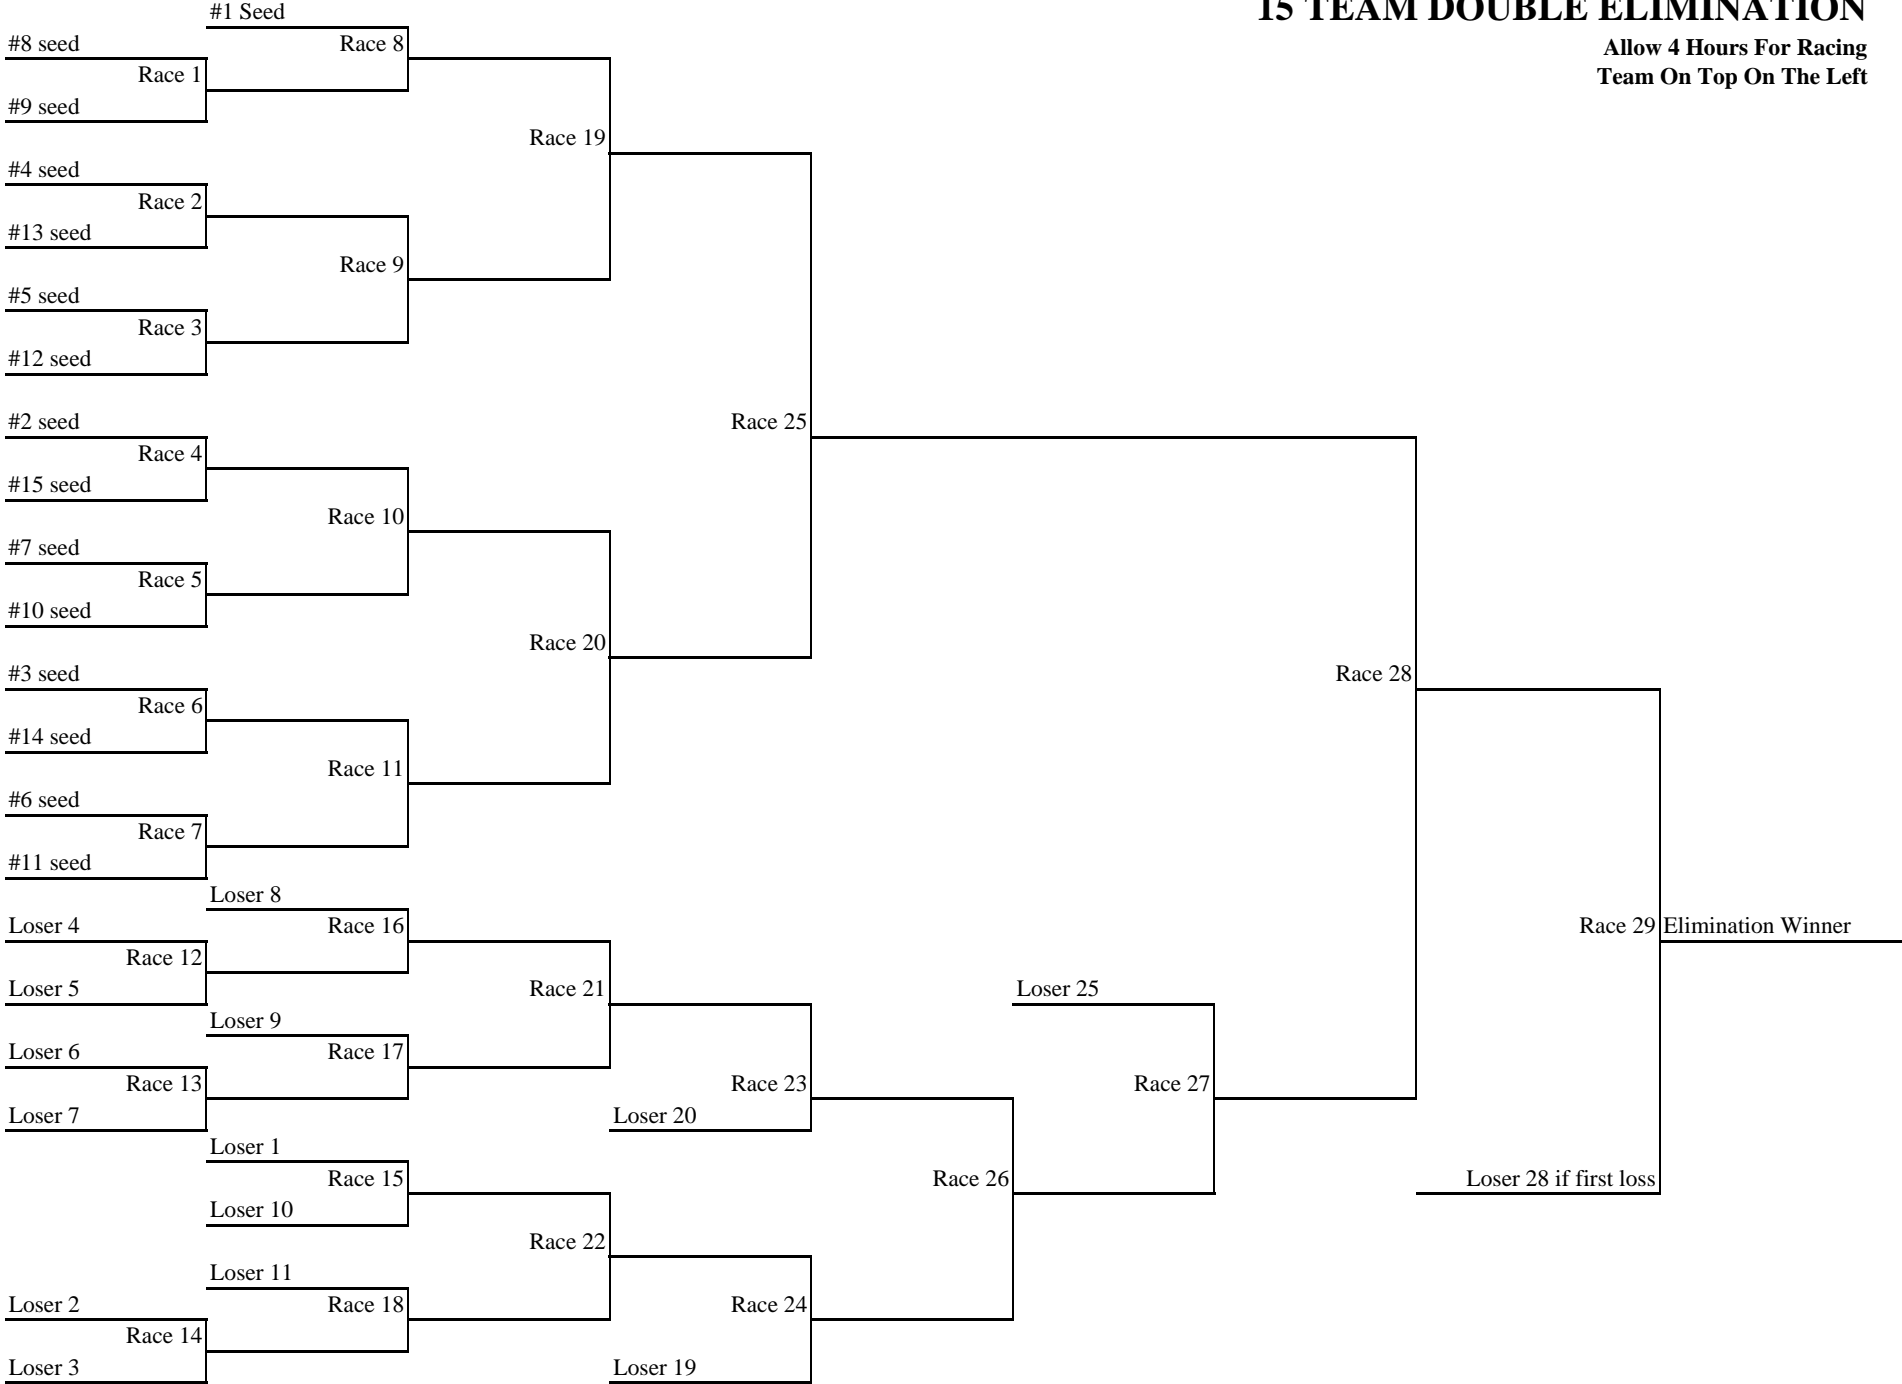 15 TEAM DOUBLE ELIMINATION
Allow 4 Hours For Racing
Team On Top On The Left
#1 Seed
#8 seed
Race 8
Race 1
#9 seed
Race 19
#4 seed
Race 2
#13 seed
Race 9
#5 seed
Race 3
#12 seed
#2 seed
Race 25
Race 4
#15 seed
Race 10
#7 seed
Race 5
#10 seed
Race 20
#3 seed
Race 28
Race 6
#14 seed
Race 11
#6 seed
Race 7
#11 seed
Loser 8
Loser 4
Race 16
Race 29
Elimination Winner
Race 12
Loser 5
Race 21
Loser 25
Loser 9
Loser 6
Race 17
Race 13
Race 23
Race 27
Loser 7
Loser 20
Loser 1
Race 15
Race 26
Loser 28 if first loss
Loser 10
Race 22
Loser 11
Loser 2
Race 18
Race 24
Race 14
Loser 3
Loser 19